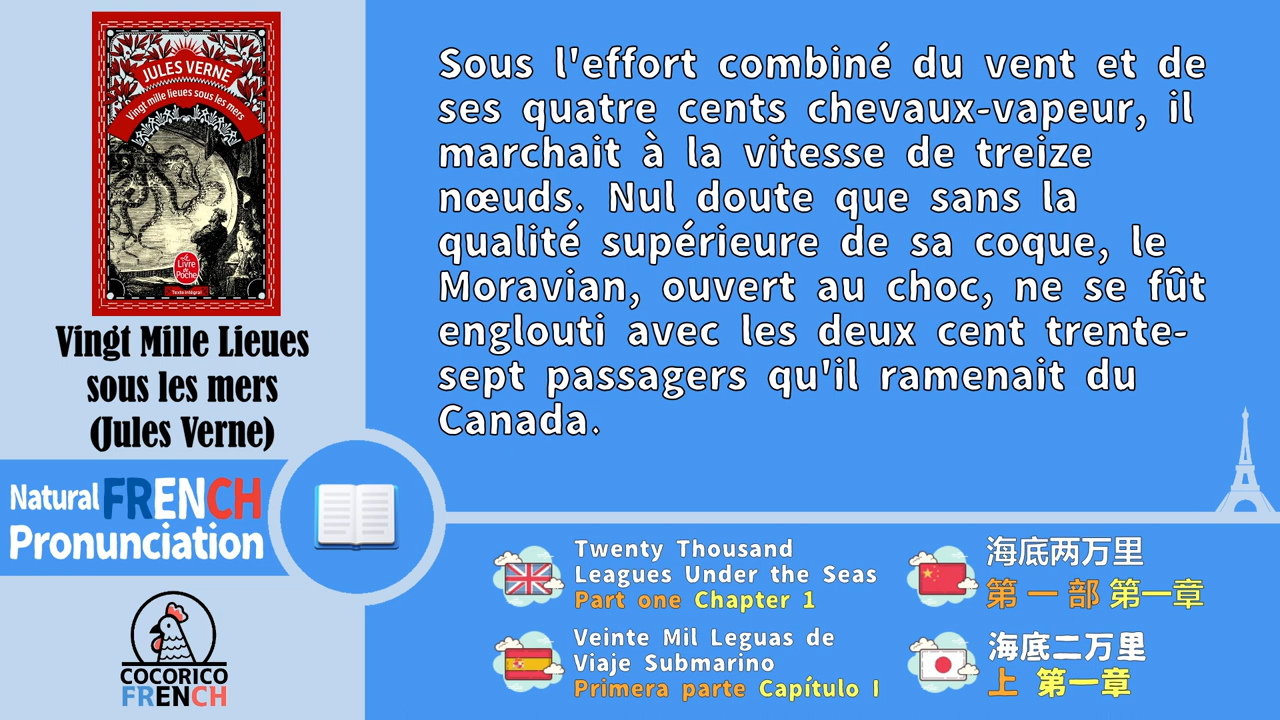 JULES VERNE
Vingt mille lieues sous les mers
Le Livre de Poche
Texte intégral
Vingt Mille Lieues
sous les mers
(Jules Verne)
Natural FRENCH
Pronunciation
COCORICO
FRENCH
Sous l'effort combiné du vent et de
ses quatre cents chevaux-vapeur, il
marchait à la vitesse de treize
nœuds. Nul doute que sans la
qualité supérieure de sa coque, le
Moravian, ouvert au choc, ne se fût
englouti avec les deux cent trente-
sept passagers qu'il ramenait du
Canada.
Twenty Thousand
Leagues Under the Seas
Part one Chapter 1
海底两万里
第 一 部 第一章
Veinte Mil Leguas de
Viaje Submarino
Primera parte Capítulo I
海底二万里
上 第一章